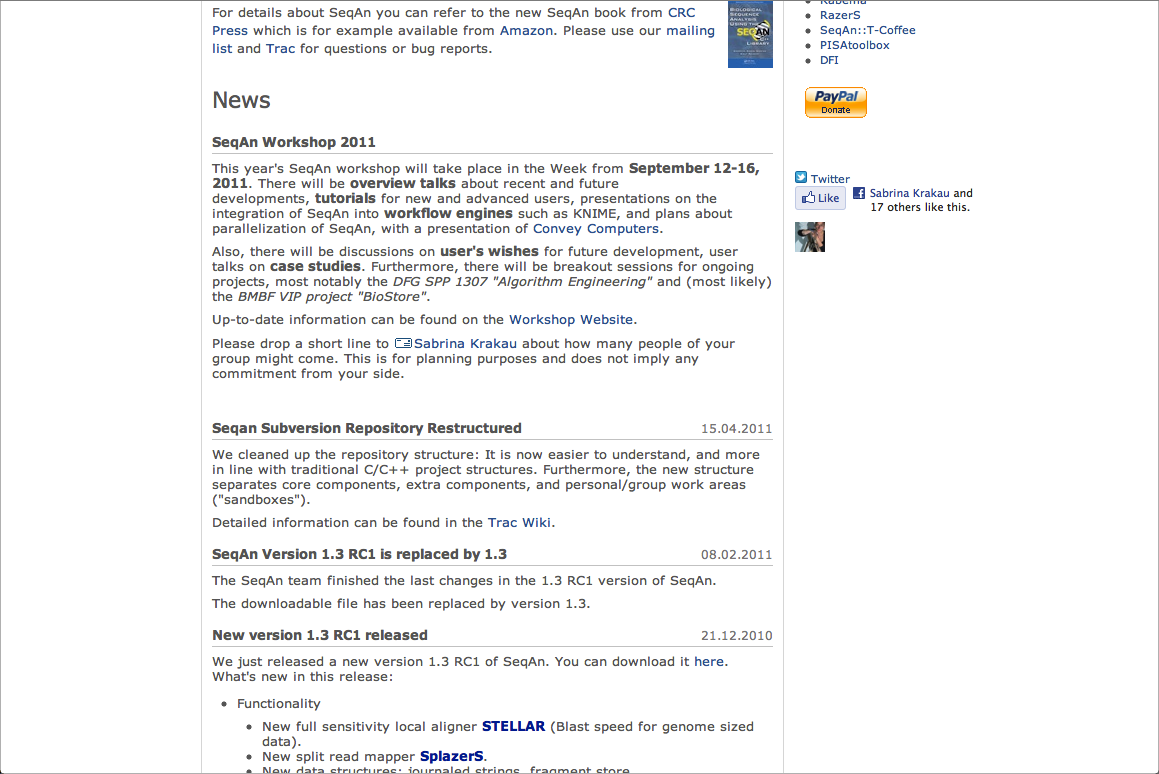 For details about SeqAn you can refer to the new SeqAn book from CRC
Press which is for example available from Amazon. Please use our mailing
list and Trac for questions or bug reports.
BIOLOGICAL
SEQUENCE
ANALYSIS
USING THE
SEQAN
C++
LIBRARY
News
SeqAn Workshop 2011
This year's SeqAn workshop will take place in the Week from September 12-16,
2011. There will be overview talks about recent and future
developments, tutorials for new and advanced users, presentations on the
integration of SeqAn into workflow engines such as KNIME, and plans about
parallelization of SeqAn, with a presentation of Convey Computers.
Also, there will be discussions on user's wishes for future development, user
talks on case studies. Furthermore, there will be breakout sessions for ongoing
projects, most notably the DFG SPP 1307 "Algorithm Engineering" and (most likely)
the BMBF VIP project "BioStore".
Up-to-date information can be found on the Workshop Website.
Please drop a short line to Sabrina Krakau about how many people of your
group might come. This is for planning purposes and does not imply any
commitment from your side.
Seqan Subversion Repository Restructured 15.04.2011
We cleaned up the repository structure: It is now easier to understand, and more
in line with traditional C/C++ project structures. Furthermore, the new structure
separates core components, extra components, and personal/group work areas
("sandboxes").
Detailed information can be found in the Trac Wiki.
SeqAn Version 1.3 RC1 is replaced by 1.3 08.02.2011
The SeqAn team finished the last changes in the 1.3 RC1 version of SeqAn.
The downloadable file has been replaced by version 1.3.
New version 1.3 RC1 released 21.12.2010
We just released a new version 1.3 RC1 of SeqAn. You can download it here.
What's new in this release:
• Functionality
• New full sensitivity local aligner STELLAR (Blast speed for genome sized
data).
• New split read mapper SplazerS.
• New data structures: journaled strings, fragment store
• Rabema
• RazerS
• SeqAn::T-Coffee
• PISAtoolbox
• DFI
PayPal
Donate
Twitter
Like
Sabrina Krakau and
17 others like this.